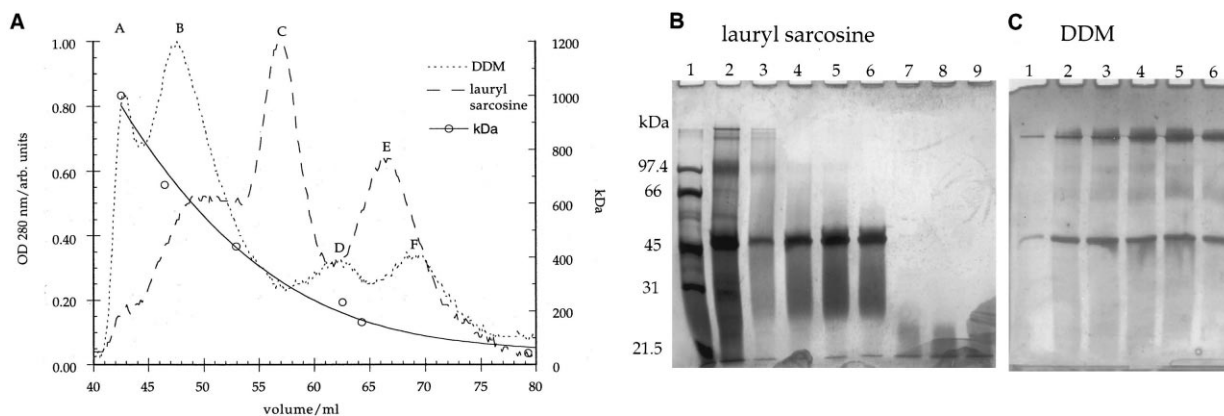 A
A B C
1.00
0.80
0.60
0.40
0.20
0.00
OD 280 nm/arb. units
DDM
lauryl sarcosine
kDa
E
D
F
1200
1000
800
600
400
200
0
kDa
40 45 50 55 60 65 70 75 80
volume/ml
B
lauryl sarcosine
1 2 3 4 5 6 7 8 9
kDa
97.4
66
45
31
21.5
C
DDM
1 2 3 4 5 6